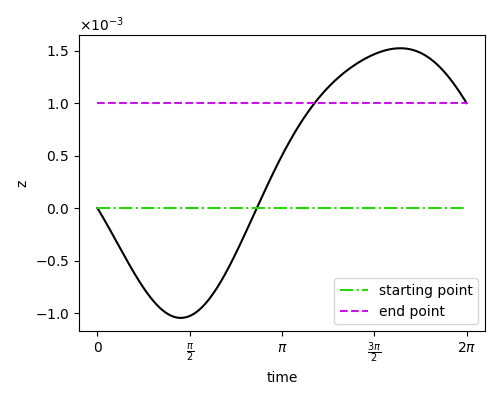 ×10⁻³
1.5
1.0
0.5
0.0
−0.5
−1.0
z
0
π/2
π
3π/2
2π
time
starting point
end point